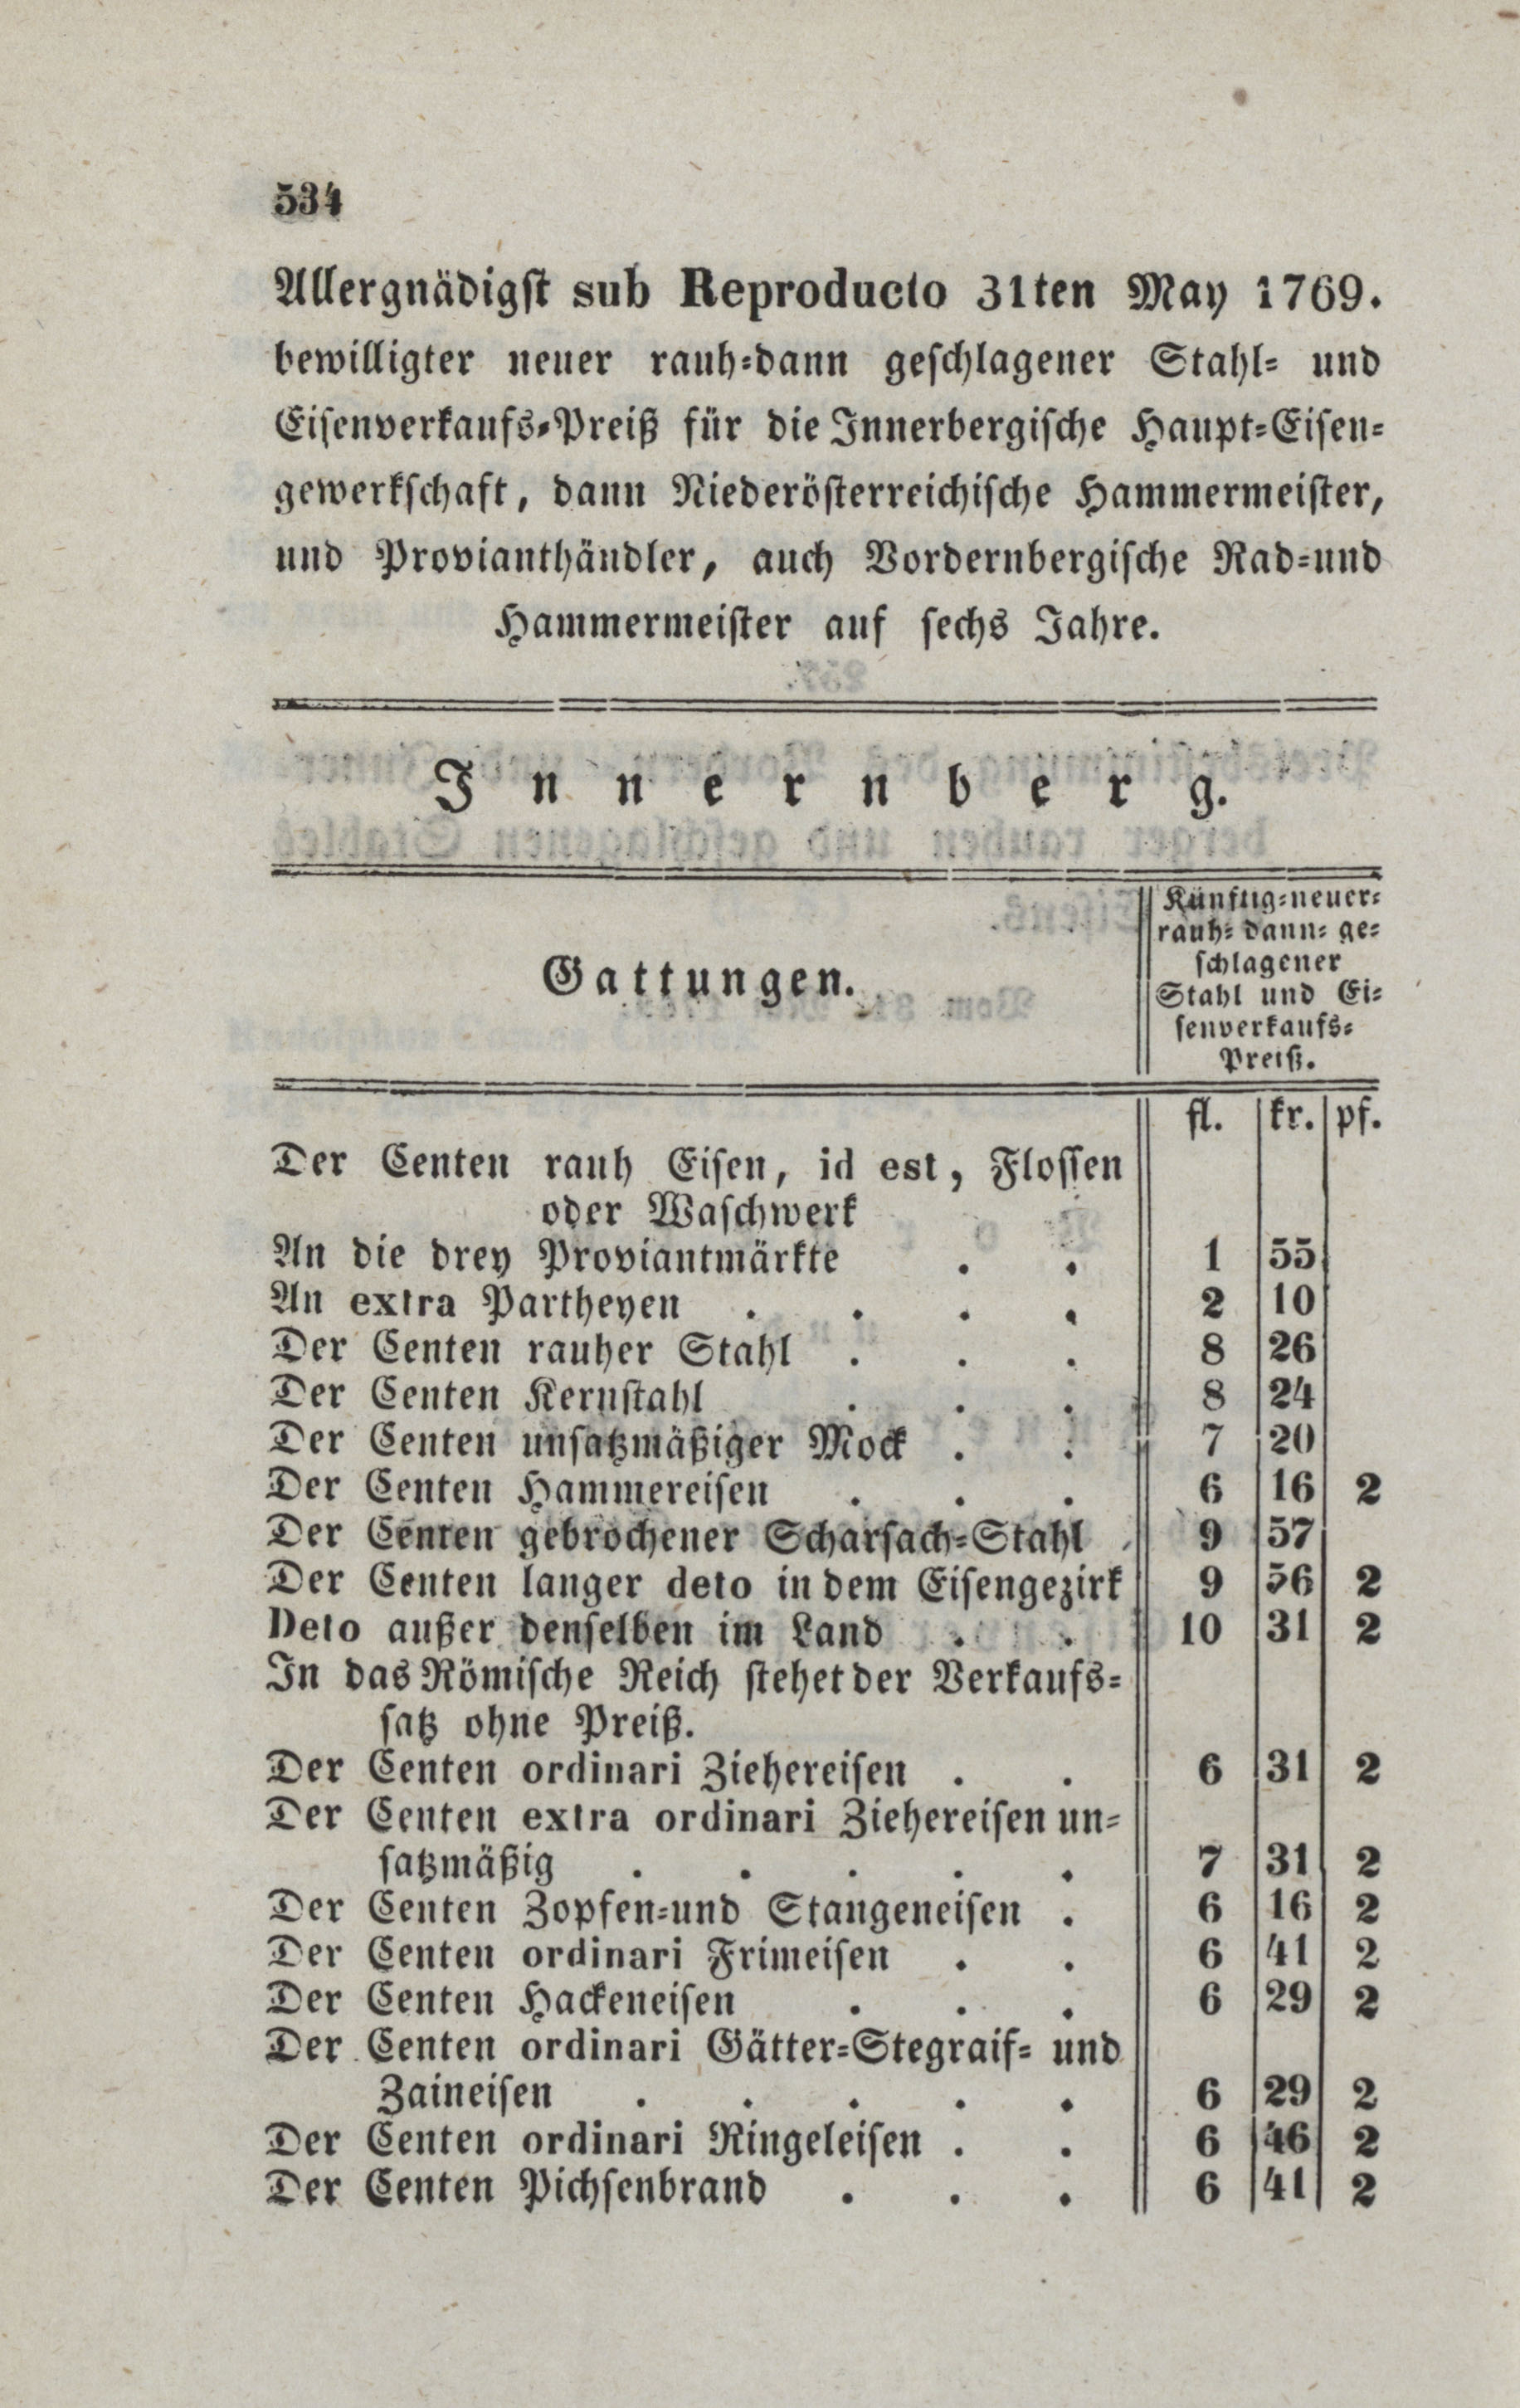 534
Allergnädigst sub Reproducto 31ten May 1769.
bewilligter neuer rauh-dann geschlagener Stahl- und
Eisenverkaufs-Preiß für die Innerbergische Haupt-Eisen-
gewerkschaft, dann Niederösterreichische Hammermeister,
und Provianthändler, auch Vordernbergische Rad-und
Hammermeister auf sechs Jahre.
Innernberg.
Gattungen.
Künftig-neuer-
rauh- dann- ge-
schlagener
Stahl und Ei-
senverkaufs-
Preiß.
fl. kr. pf.
Der Centen rauh Eisen, id est, Flossen
oder Waschwerk
An die drey Proviantmärkte . . 1 55
An extra Partheyen . . . . 2 10
Der Centen rauher Stahl . . . 8 26
Der Centen Kernstahl . . . 8 24
Der Centen unsatzmäßiger Mock . . 7 20
Der Centen Hammereisen . . . 6 16 2
Der Centen gebrochener Scharsach-Stahl . 9 57
Der Centen langer deto in dem Eisengezirk 9 56 2
Deto außer denselben im Land . . 10 31 2
In das Römische Reich stehet der Verkaufs-
satz ohne Preiß.
Der Centen ordinari Ziehereisen . . 6 31 2
Der Centen extra ordinari Ziehereisen un-
satzmäßig . . . . . 7 31 2
Der Centen Zopfen-und Stangeneisen . 6 16 2
Der Centen ordinari Frimeisen . . 6 41 2
Der Centen Hackeneisen . . . 6 29 2
Der Centen ordinari Gätter-Stegraif- und
Zaineisen . . . . . 6 29 2
Der Centen ordinari Ringeleisen . . 6 46 2
Der Centen Pichsenbrand . . . 6 41 2